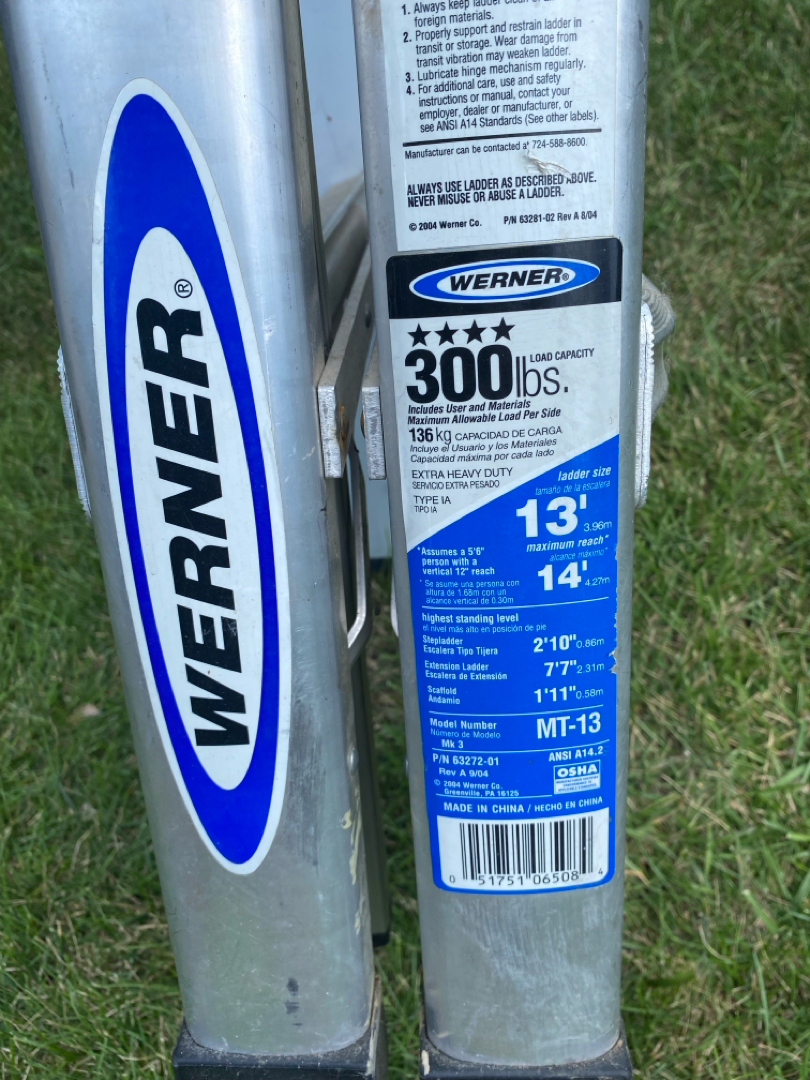 1. Always keep ladder clean of all
foreign materials.
2. Properly support and restrain ladder in
transit or storage. Wear damage from
transit vibration may weaken ladder.
3. Lubricate hinge mechanism regularly.
4. For additional care, use and safety
instructions or manual, contact your
employer, dealer or manufacturer, or
see ANSI A14 Standards (See other labels).
Manufacturer can be contacted at 724-588-8600.
ALWAYS USE LADDER AS DESCRIBED ABOVE.
NEVER MISUSE OR ABUSE A LADDER.
© 2004 Werner Co. P/N 63281-02 Rev A 8/04
WERNER®
WERNER®
★★★★
300lbs. LOAD CAPACITY
Includes User and Materials
Maximum Allowable Load Per Side
136 kg CAPACIDAD DE CARGA
Incluye el Usuario y los Materiales
Capacidad máxima por cada lado
EXTRA HEAVY DUTY
SERVICIO EXTRA PESADO
TYPE IA
TIPO IA
ladder size
tamaño de la escalera
13' 3.96m
maximum reach*
alcance máximo*
14' 4.27m
*Assumes a 5'6"
person with a
vertical 12" reach
*Se asume una persona con
altura de 1.68m con un
alcance vertical de 0.30m
highest standing level
el nivel más alto en posición de pie
Stepladder
Escalera Tipo Tijera 2'10" 0.86m
Extension Ladder
Escalera de Extensión 7'7" 2.31m
Scaffold
Andamio 1'11" 0.58m
Model Number
Número de Modelo MT-13
Mk 3
P/N 63272-01 ANSI A14.2
Rev A 9/04
OSHA
© 2004 Werner Co.
Greenville, PA 16125
MADE IN CHINA / HECHO EN CHINA
0 51751 06508 4